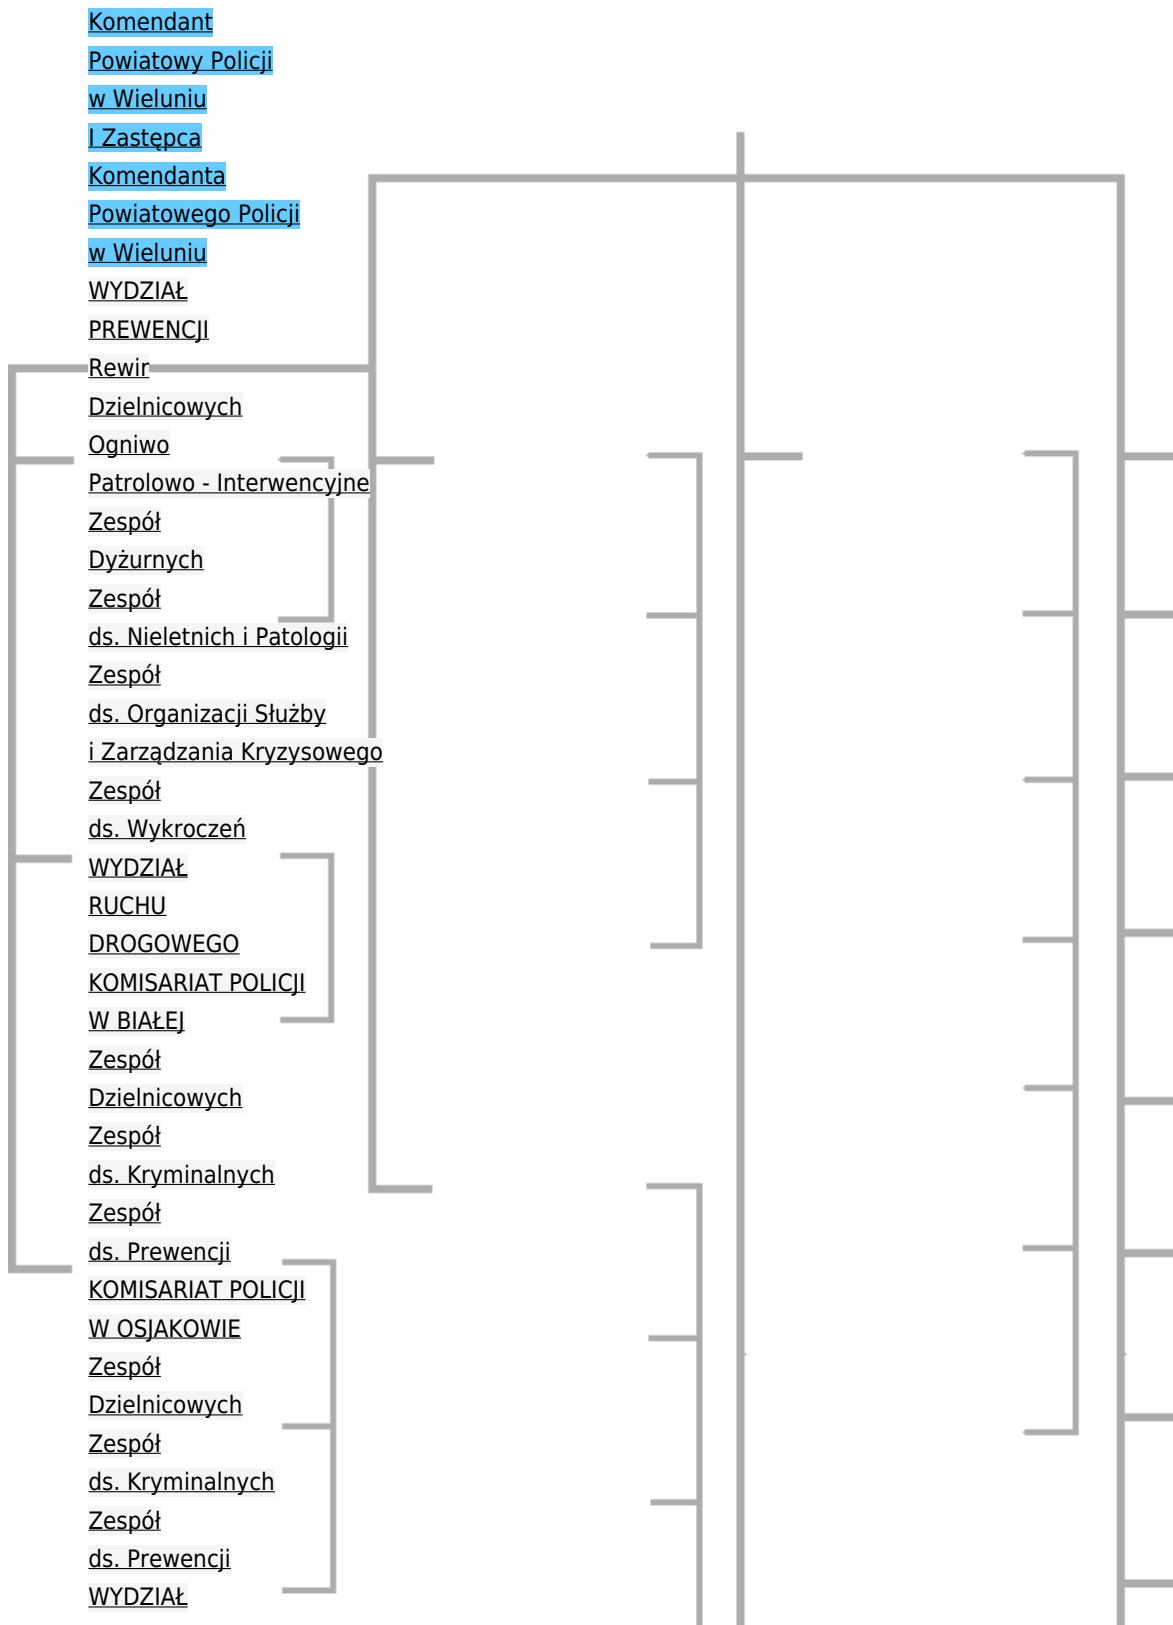 Komendant
Powiatowy Policji
w Wieluniu
I Zastępca
Komendanta
Powiatowego Policji
w Wieluniu
WYDZIAŁ
PREWENCJI
Rewir
Dzielnicowych
Ogniwo
Patrolowo - Interwencyjne
Zespół
Dyżurnych
Zespół
ds. Nieletnich i Patologii
Zespół
ds. Organizacji Służby
i Zarządzania Kryzysowego
Zespół
ds. Wykroczeń
WYDZIAŁ
RUCHU
DROGOWEGO
KOMISARIAT POLICJI
W BIAŁEJ
Zespół
Dzielnicowych
Zespół
ds. Kryminalnych
Zespół
ds. Prewencji
KOMISARIAT POLICJI
W OSJAKOWIE
Zespół
Dzielnicowych
Zespół
ds. Kryminalnych
Zespół
ds. Prewencji
WYDZIAŁ